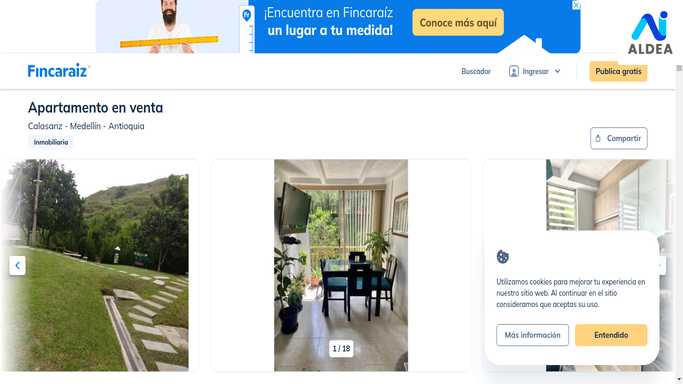 ¡Encuentra en Fincaraíz
un lugar a tu medida!
Conoce más aquí
Fr
ALDEA
Fincaraíz
Buscador
Ingresar
Publica gratis
Apartamento en venta
Calasanz - Medellín - Antioquia
Inmobiliaria
Compartir
1 / 18
Utilizamos cookies para mejorar tu experiencia en
nuestro sitio web. Al continuar en el sitio
consideramos que aceptas su uso.
Más información
Entendido